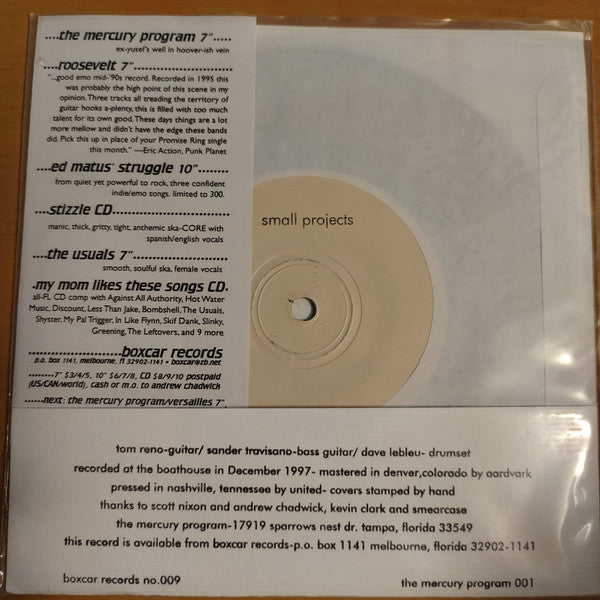 ....the mercury program 7".....
ex-yusef's well in hoover-ish vein
....roosevelt 7"........................
"...good emo mid-'90s record. Recorded in 1995 this
was probably the high point of this scene in my
opinion. Three tracks all treading the territory of
guitar hooks a-plenty, this is filled with too much
talent for its own good. These days things are a lot
more mellow and didn't have the edge these bands
did. Pick this up in place of your Promise Ring single
this month." —Eric Action, Punk Planet
....ed matus' struggle 10"........
from quiet yet powerful to rock, three confident
indie/emo songs. limited to 300.
....stizzle CD.............................
manic, thick, gritty, tight, anthemic ska-CORE with
spanish/english vocals
....the usuals 7"........................
smooth, soulful ska, female vocals
.my mom likes these songs CD.
all-FL CD comp with Against All Authority, Hot Water
Music, Discount, Less Than Jake, Bombshell, The Usuals,
Shyster, My Pal Trigger, In Like Flynn, Skif Dank, Slinky,
Greening, The Leftovers, and 9 more.
........................boxcar records
p.o. box 1141, melbourne, fl 32902-1141 • boxcar@zb.net
........7" $3/4/5, 10" $6/7/8, CD $8/9/10 postpaid
(US/CAN/world), cash or m.o. to andrew chadwick
......next: the mercury program/versailles 7"
small projects
tom reno-guitar/ sander travisano-bass guitar/ dave lebleu- drumset
recorded at the boathouse in December 1997- mastered in denver,colorado by aardvark
pressed in nashville, tennessee by united- covers stamped by hand
thanks to scott nixon and andrew chadwick, kevin clark and smearcase
the mercury program-17919 sparrows nest dr. tampa, florida 33549
this record is available from boxcar records-p.o. box 1141 melbourne, florida 32902-1141
boxcar records no.009
the mercury program 001